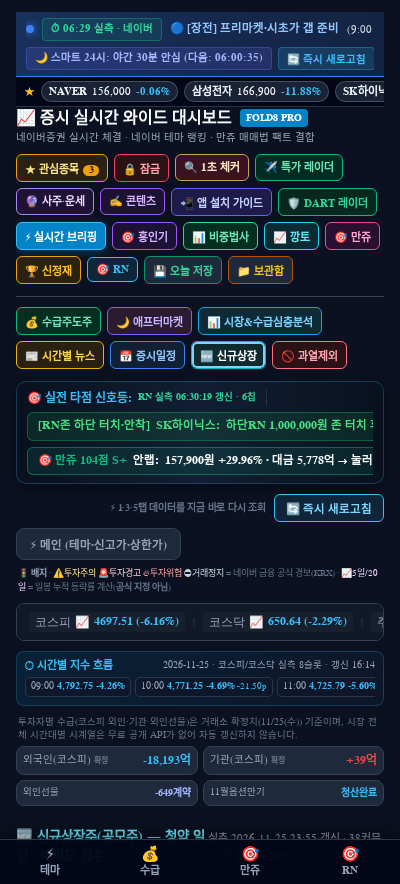 ⏱ 06:29 실측 · 네이버 🔵 [장전] 프리마켓·시초가 갭 준비 (9:00
🌙 스마트 24시: 야간 30분 안심 (다음: 06:00:35) 🔄 즉시 새로고침
★ NAVER 156,000 -0.06% 삼성전자 166,900 -11.88% SK하이닉
📈 증시 실시간 와이드 대시보드 FOLD8 PRO
네이버증권 실시간 체결 · 네이버 테마 랭킹 · 만쥬 매매법 팩트 결합
★ 관심종목 3 🔒 잠금 🔍 1초 체커 ✈️ 특가 레이더
🔮 사주·운세 ✍️ 콘텐츠 📲 앱 설치 가이드 🛡️ DART 레이더
⚡ 실시간 브리핑 🎯 홍인기 📊 비중법사 📈 깡토 🎯 만쥬
🏆 신정재 🎯 RN 💾 오늘 저장 📁 보관함
💰 수급주도주 🌙 애프터마켓 📊 시장&수급심층분석
📰 시간별 뉴스 📅 증시일정 🆕 신규상장 🚫 과열제외
🎯 실전 타점 신호등: RN 실측 06:30:19 갱신 · 6칩
[RN존 하단 터치·안착] SK하이닉스: 하단RN 1,000,000원 존 터치
🎯 만쥬 104점 S+ 안랩: 157,900원 +29.96% · 대금 5,778억 → 눌러
⚡ 1·3·5탭 데이터를 지금 바로 다시 조회 🔄 즉시 새로고침
⚡ 메인 (테마·신고가·상한가)
🚦 배지 · ⚠️투자주의 🚨투자경고 투자위험 ⛔거래정지 = 네이버 금융 공식 경보(KRX) · 📈5일/20
일 = 일봉 누적 등락률 계산(공식 지정 아님)
코스피 📈 4697.51 (-6.16%) 코스닥 📈 650.64 (-2.29%)
⏱ 시간별 지수 흐름 2026-11-25 · 코스피/코스닥 실측 8슬롯 · 갱신 16:14
09:00 4,792.75 -4.26% 10:00 4,771.25 -4.69% -21.50p 11:00 4,725.79 -5.60%
투자자별 수급(코스피 외인·기관·외인선물)은 거래소 확정치(11/25(수)) 기준이며, 시장 전
체 시간대별 시계열은 무료 공개 API가 없어 자동 갱신하지 않습니다.
외국인(코스피) 확정 -18,193억 기관(코스피) 확정 +39억
외인선물 -649계약 11월옵션만기 청산완료
🆕 신규상장주(공모주) — 청약 일 실측 2026-11-25 23:55 갱신 · 38커뮤
⚡ 💰 🎯 🎯
테마 수급 만쥬 RN